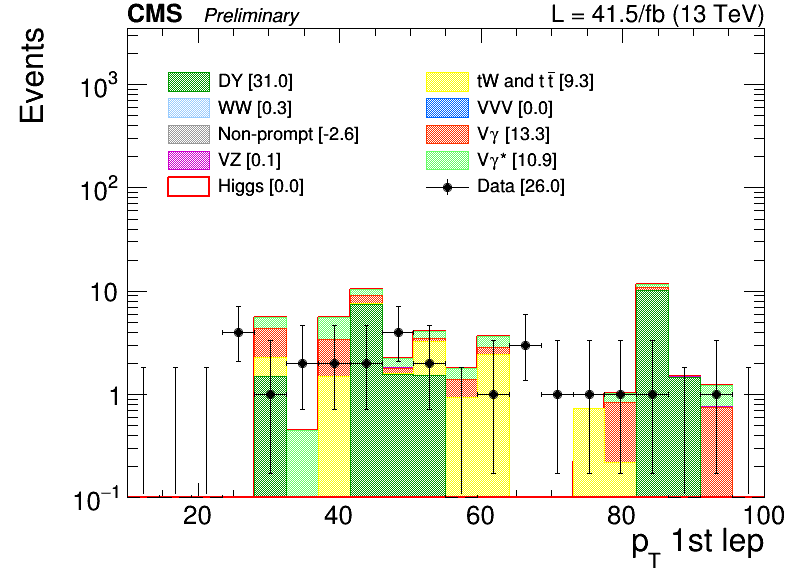 CMS Preliminary L = 41.5/fb (13 TeV)
Events
10³
10²
10
1
10⁻¹
DY [31.0]
WW [0.3]
Non-prompt [-2.6]
VZ [0.1]
Higgs [0.0]
tW and tt̄ [9.3]
VVV [0.0]
Vγ [13.3]
Vγ* [10.9]
Data [26.0]
20 40 60 80 100
p_T 1st lep